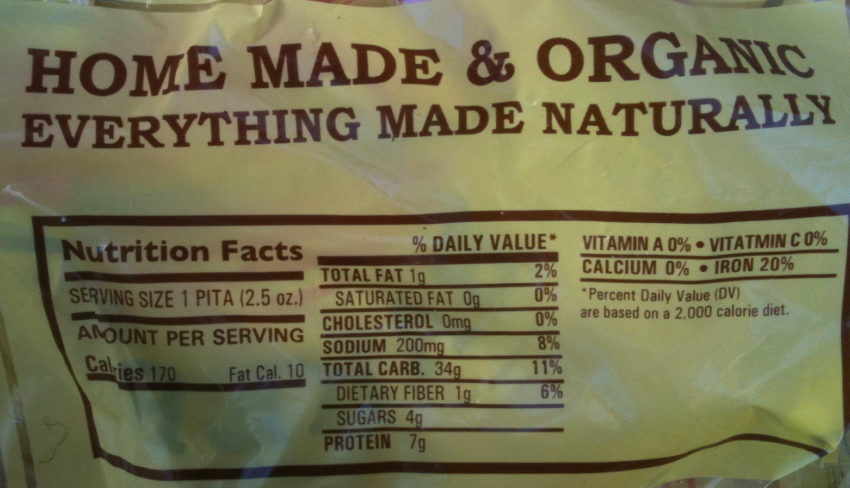 HOME MADE & ORGANIC
EVERYTHING MADE NATURALLY
Nutrition Facts
SERVING SIZE 1 PITA (2.5 oz.)
AMOUNT PER SERVING
Calories 170 Fat Cal. 10
% DAILY VALUE*
TOTAL FAT 1g 2%
SATURATED FAT 0g 0%
CHOLESTEROL 0mg 0%
SODIUM 200mg 8%
TOTAL CARB. 34g 11%
DIETARY FIBER 1g 6%
SUGARS 4g
PROTEIN 7g
VITAMIN A 0% • VITATMIN C 0%
CALCIUM 0% • IRON 20%
*Percent Daily Value (DV)
are based on a 2,000 calorie diet.